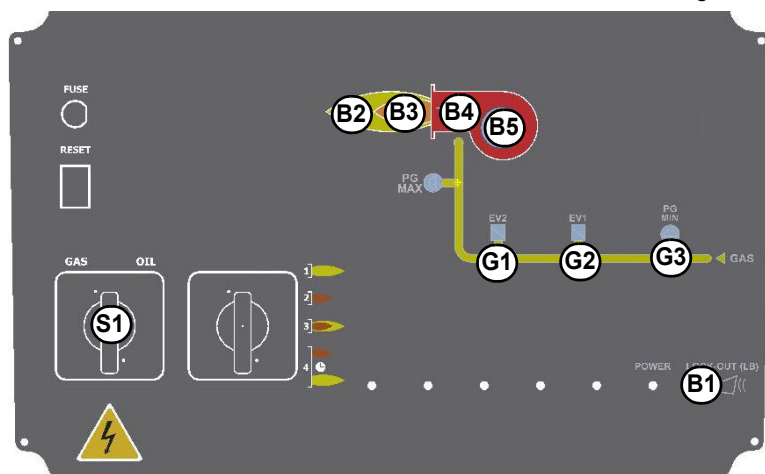 FUSE
RESET
B2 B3 B4 B5
PG
MAX
EV2 EV1 PG
MIN
G1 G2 G3 GAS
GAS OIL
S1
1
2
3
4
POWER LOCK-OUT (LB)
B1